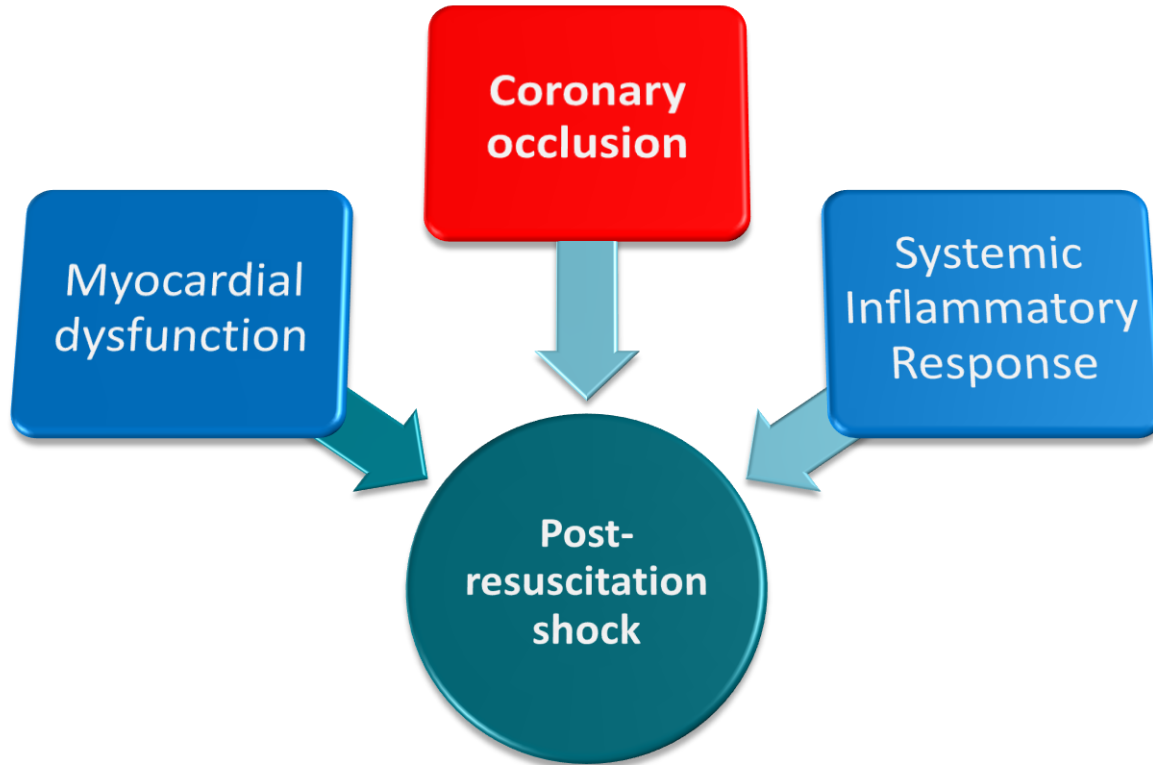 Coronary
occlusion
Myocardial
dysfunction
Systemic
Inflammatory
Response
Post-
resuscitation
shock